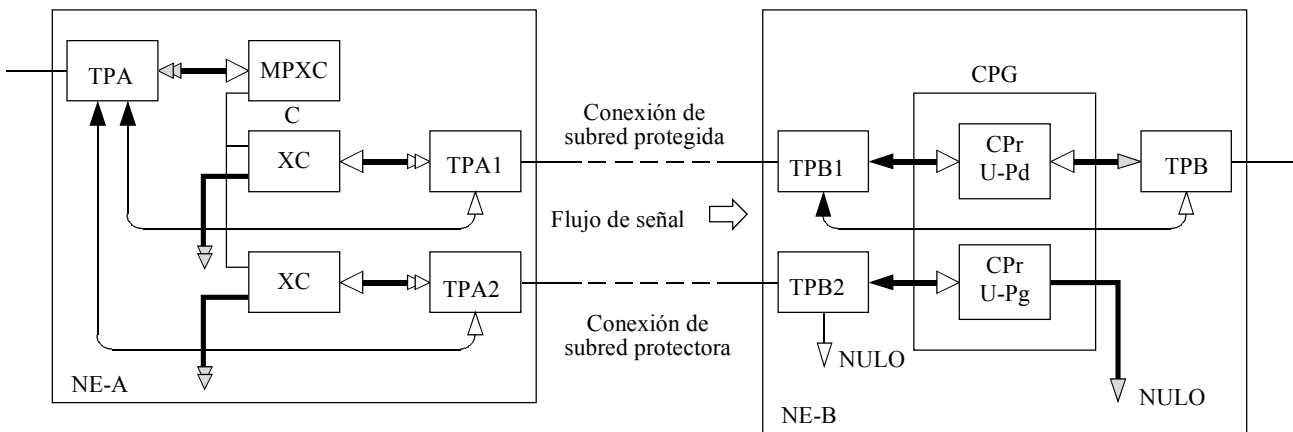 TPA
MPXC
C
XC
TPA1
XC
TPA2
NE-A
Conexión de
subred protegida
Flujo de señal
Conexión de
subred protectora
CPG
TPB1
CPr
U-Pd
TPB
TPB2
CPr
U-Pg
NULO
NULO
NE-B